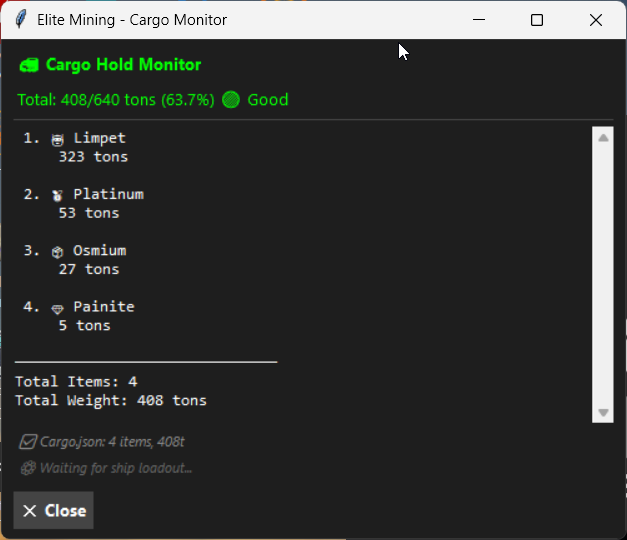 Elite Mining - Cargo Monitor
Cargo Hold Monitor
Total: 408/640 tons (63.7%) Good
1. Limpet
323 tons
2. Platinum
53 tons
3. Osmium
27 tons
4. Painite
5 tons
Total Items: 4
Total Weight: 408 tons
Cargo.json: 4 items, 408t
Waiting for ship loadout...
Close